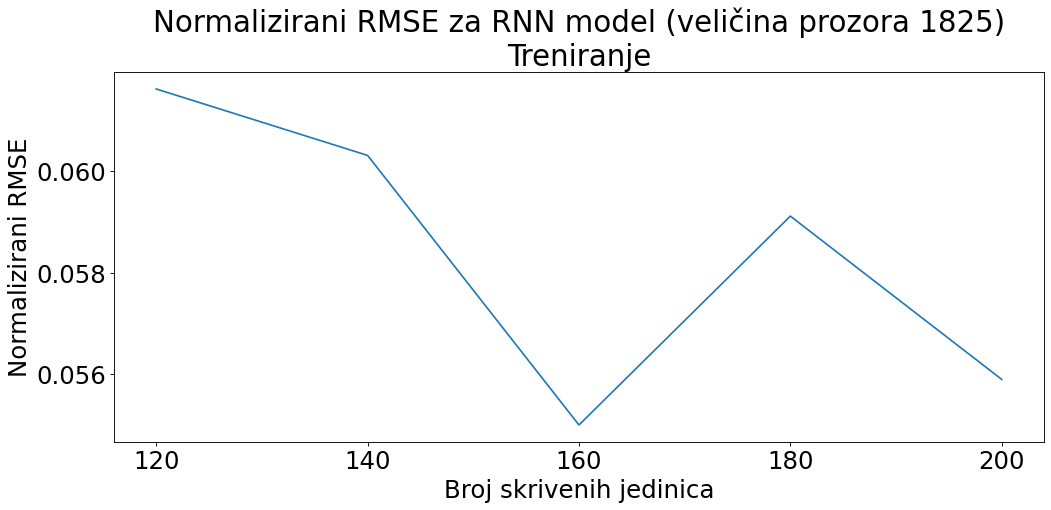 Normalizirani RMSE za RNN model (veličina prozora 1825)
Treniranje
Normalizirani RMSE
0.060
0.058
0.056
120 140 160 180 200
Broj skrivenih jedinica